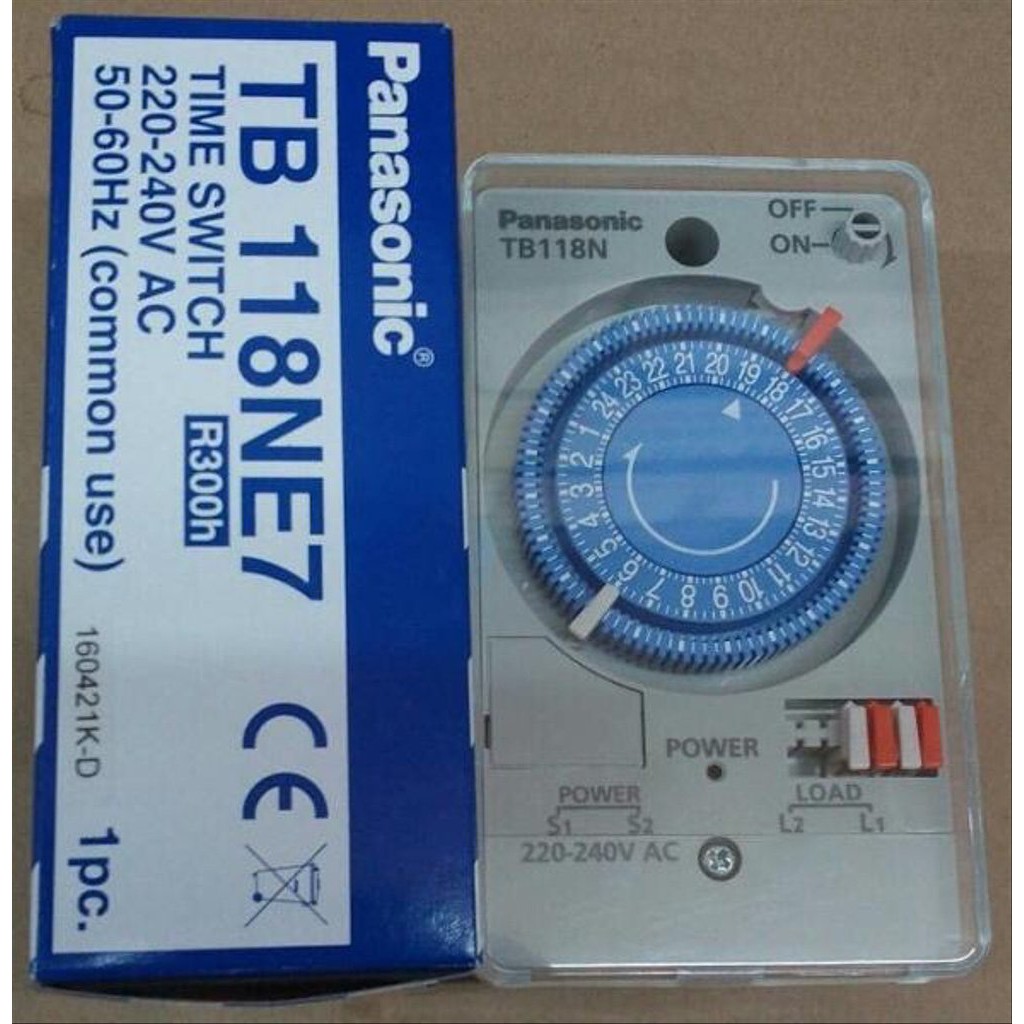 Panasonic®
TB 118NE7
TIME SWITCH R300h
220-240V AC
50-60Hz (common use)
160421K-D
1pc.
CE
Panasonic
TB118N
OFF
ON
1 2 3 4 5 6 7 8 9 10 11 12 13 14 15 16 17 18 19 20 21 22 23 24
POWER
POWER
S1 S2
LOAD
L2 L1
220-240V AC